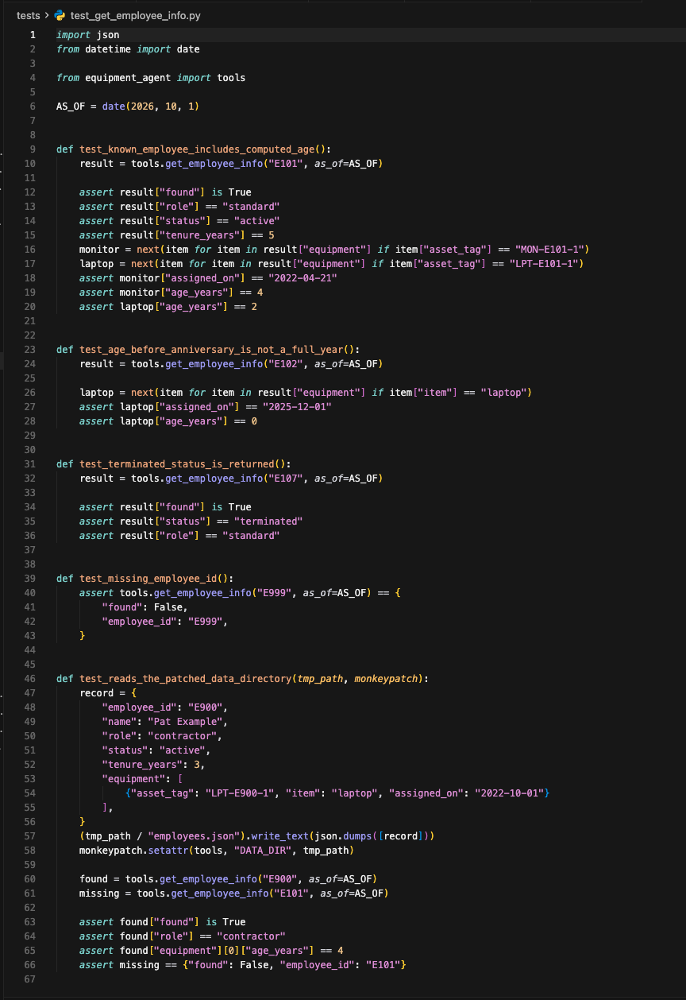 tests > test_get_employee_info.py
1 import json
2 from datetime import date
3
4 from equipment_agent import tools
5
6 AS_OF = date(2026, 10, 1)
7
8
9 def test_known_employee_includes_computed_age():
10     result = tools.get_employee_info("E101", as_of=AS_OF)
11
12     assert result["found"] is True
13     assert result["role"] == "standard"
14     assert result["status"] == "active"
15     assert result["tenure_years"] == 5
16     monitor = next(item for item in result["equipment"] if item["asset_tag"] == "MON-E101-1")
17     laptop = next(item for item in result["equipment"] if item["asset_tag"] == "LPT-E101-1")
18     assert monitor["assigned_on"] == "2022-04-21"
19     assert monitor["age_years"] == 4
20     assert laptop["age_years"] == 2
21
22
23 def test_age_before_anniversary_is_not_a_full_year():
24     result = tools.get_employee_info("E102", as_of=AS_OF)
25
26     laptop = next(item for item in result["equipment"] if item["item"] == "laptop")
27     assert laptop["assigned_on"] == "2025-12-01"
28     assert laptop["age_years"] == 0
29
30
31 def test_terminated_status_is_returned():
32     result = tools.get_employee_info("E107", as_of=AS_OF)
33
34     assert result["found"] is True
35     assert result["status"] == "terminated"
36     assert result["role"] == "standard"
37
38
39 def test_missing_employee_id():
40     assert tools.get_employee_info("E999", as_of=AS_OF) == {
41         "found": False,
42         "employee_id": "E999",
43     }
44
45
46 def test_reads_the_patched_data_directory(tmp_path, monkeypatch):
47     record = {
48         "employee_id": "E900",
49         "name": "Pat Example",
50         "role": "contractor",
51         "status": "active",
52         "tenure_years": 3,
53         "equipment": [
54             {"asset_tag": "LPT-E900-1", "item": "laptop", "assigned_on": "2022-10-01"}
55         ],
56     }
57     (tmp_path / "employees.json").write_text(json.dumps([record]))
58     monkeypatch.setattr(tools, "DATA_DIR", tmp_path)
59
60     found = tools.get_employee_info("E900", as_of=AS_OF)
61     missing = tools.get_employee_info("E101", as_of=AS_OF)
62
63     assert found["found"] is True
64     assert found["role"] == "contractor"
65     assert found["equipment"][0]["age_years"] == 4
66     assert missing == {"found": False, "employee_id": "E101"}
67